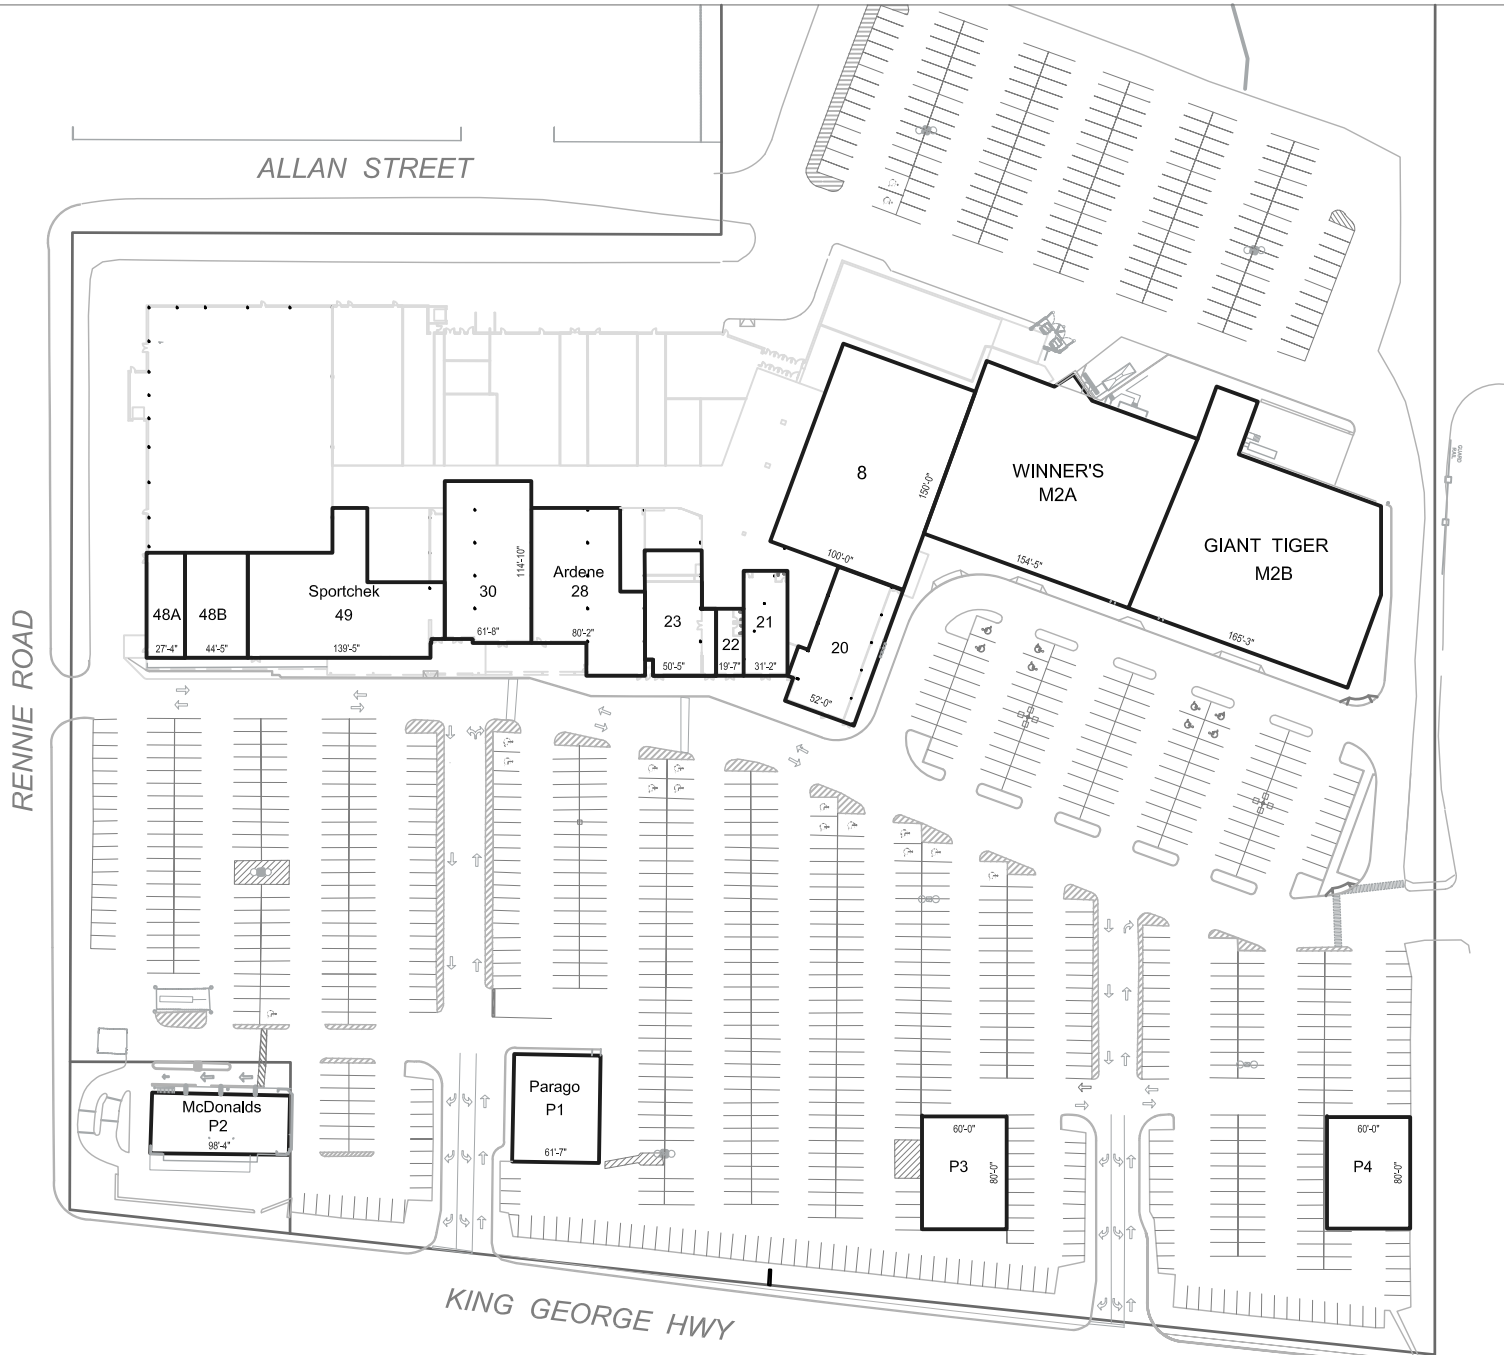 ALLAN STREET
GUARD
RAIL
8
150'-0"
100'-0"
WINNER'S
M2A
154'-5"
GIANT TIGER
M2B
165'-3"
48A
27'-4"
48B
44'-5"
Sportchek
49
139'-5"
30
61'-8"
114'-10"
Ardene
28
80'-2"
23
50'-5"
22
19'-7"
21
31'-2"
20
52'-0"
RENNIE ROAD
McDonalds
P2
98'-4"
Parago
P1
61'-7"
60'-0"
P3
80'-0"
60'-0"
P4
80'-0"
KING GEORGE HWY